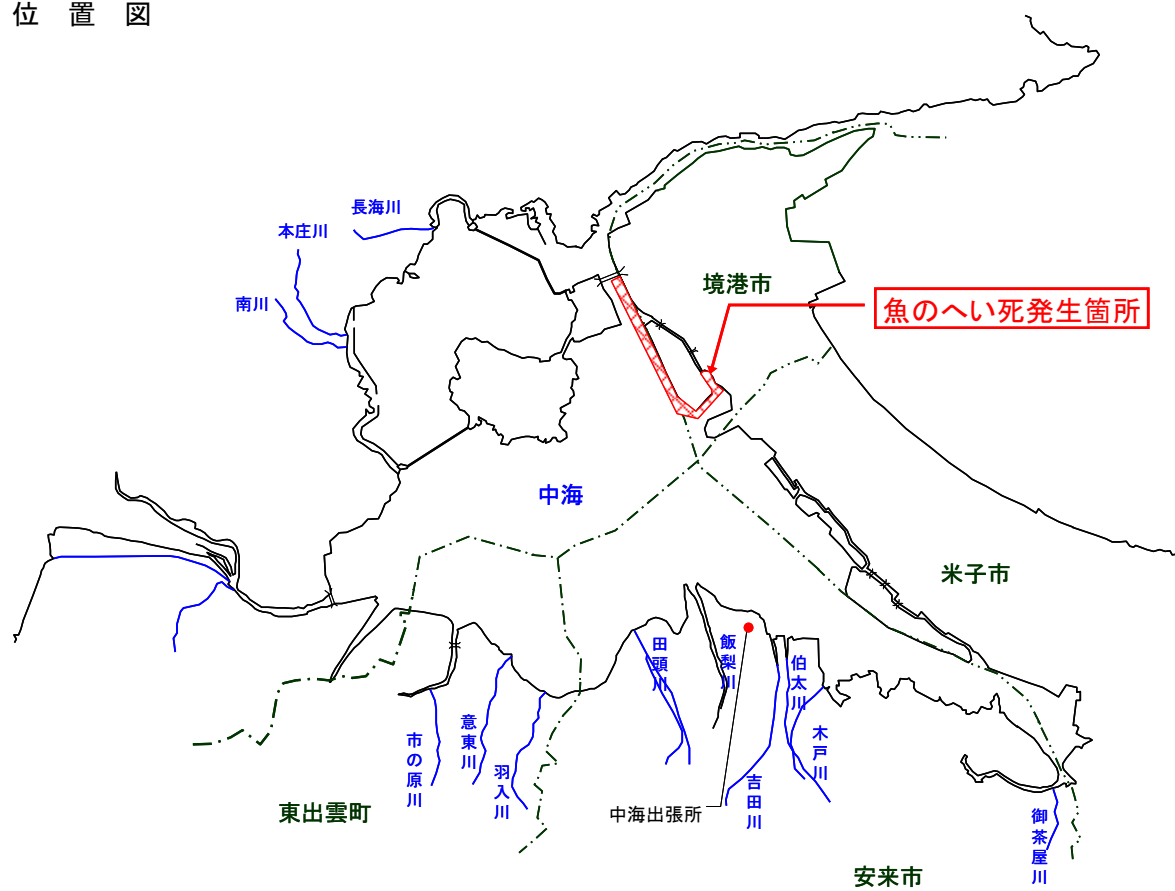 位 置 図
長海川
本庄川
境港市
南川
魚のへい死発生箇所
中海
米子市
田頭川
飯梨川
伯太川
意東川
木戸川
市の原川
羽入川
吉田川
東出雲町
中海出張所
御茶屋川
安来市